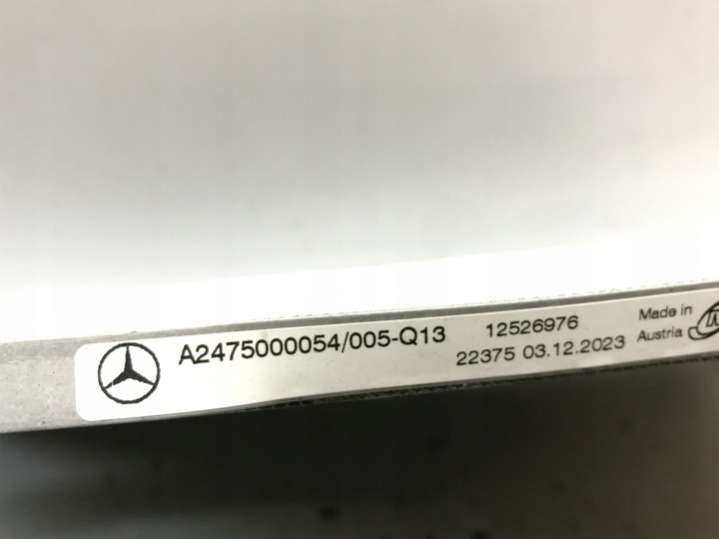 A2475000054/005-Q13
12526976
22375 03.12.2023
Made in
Austria